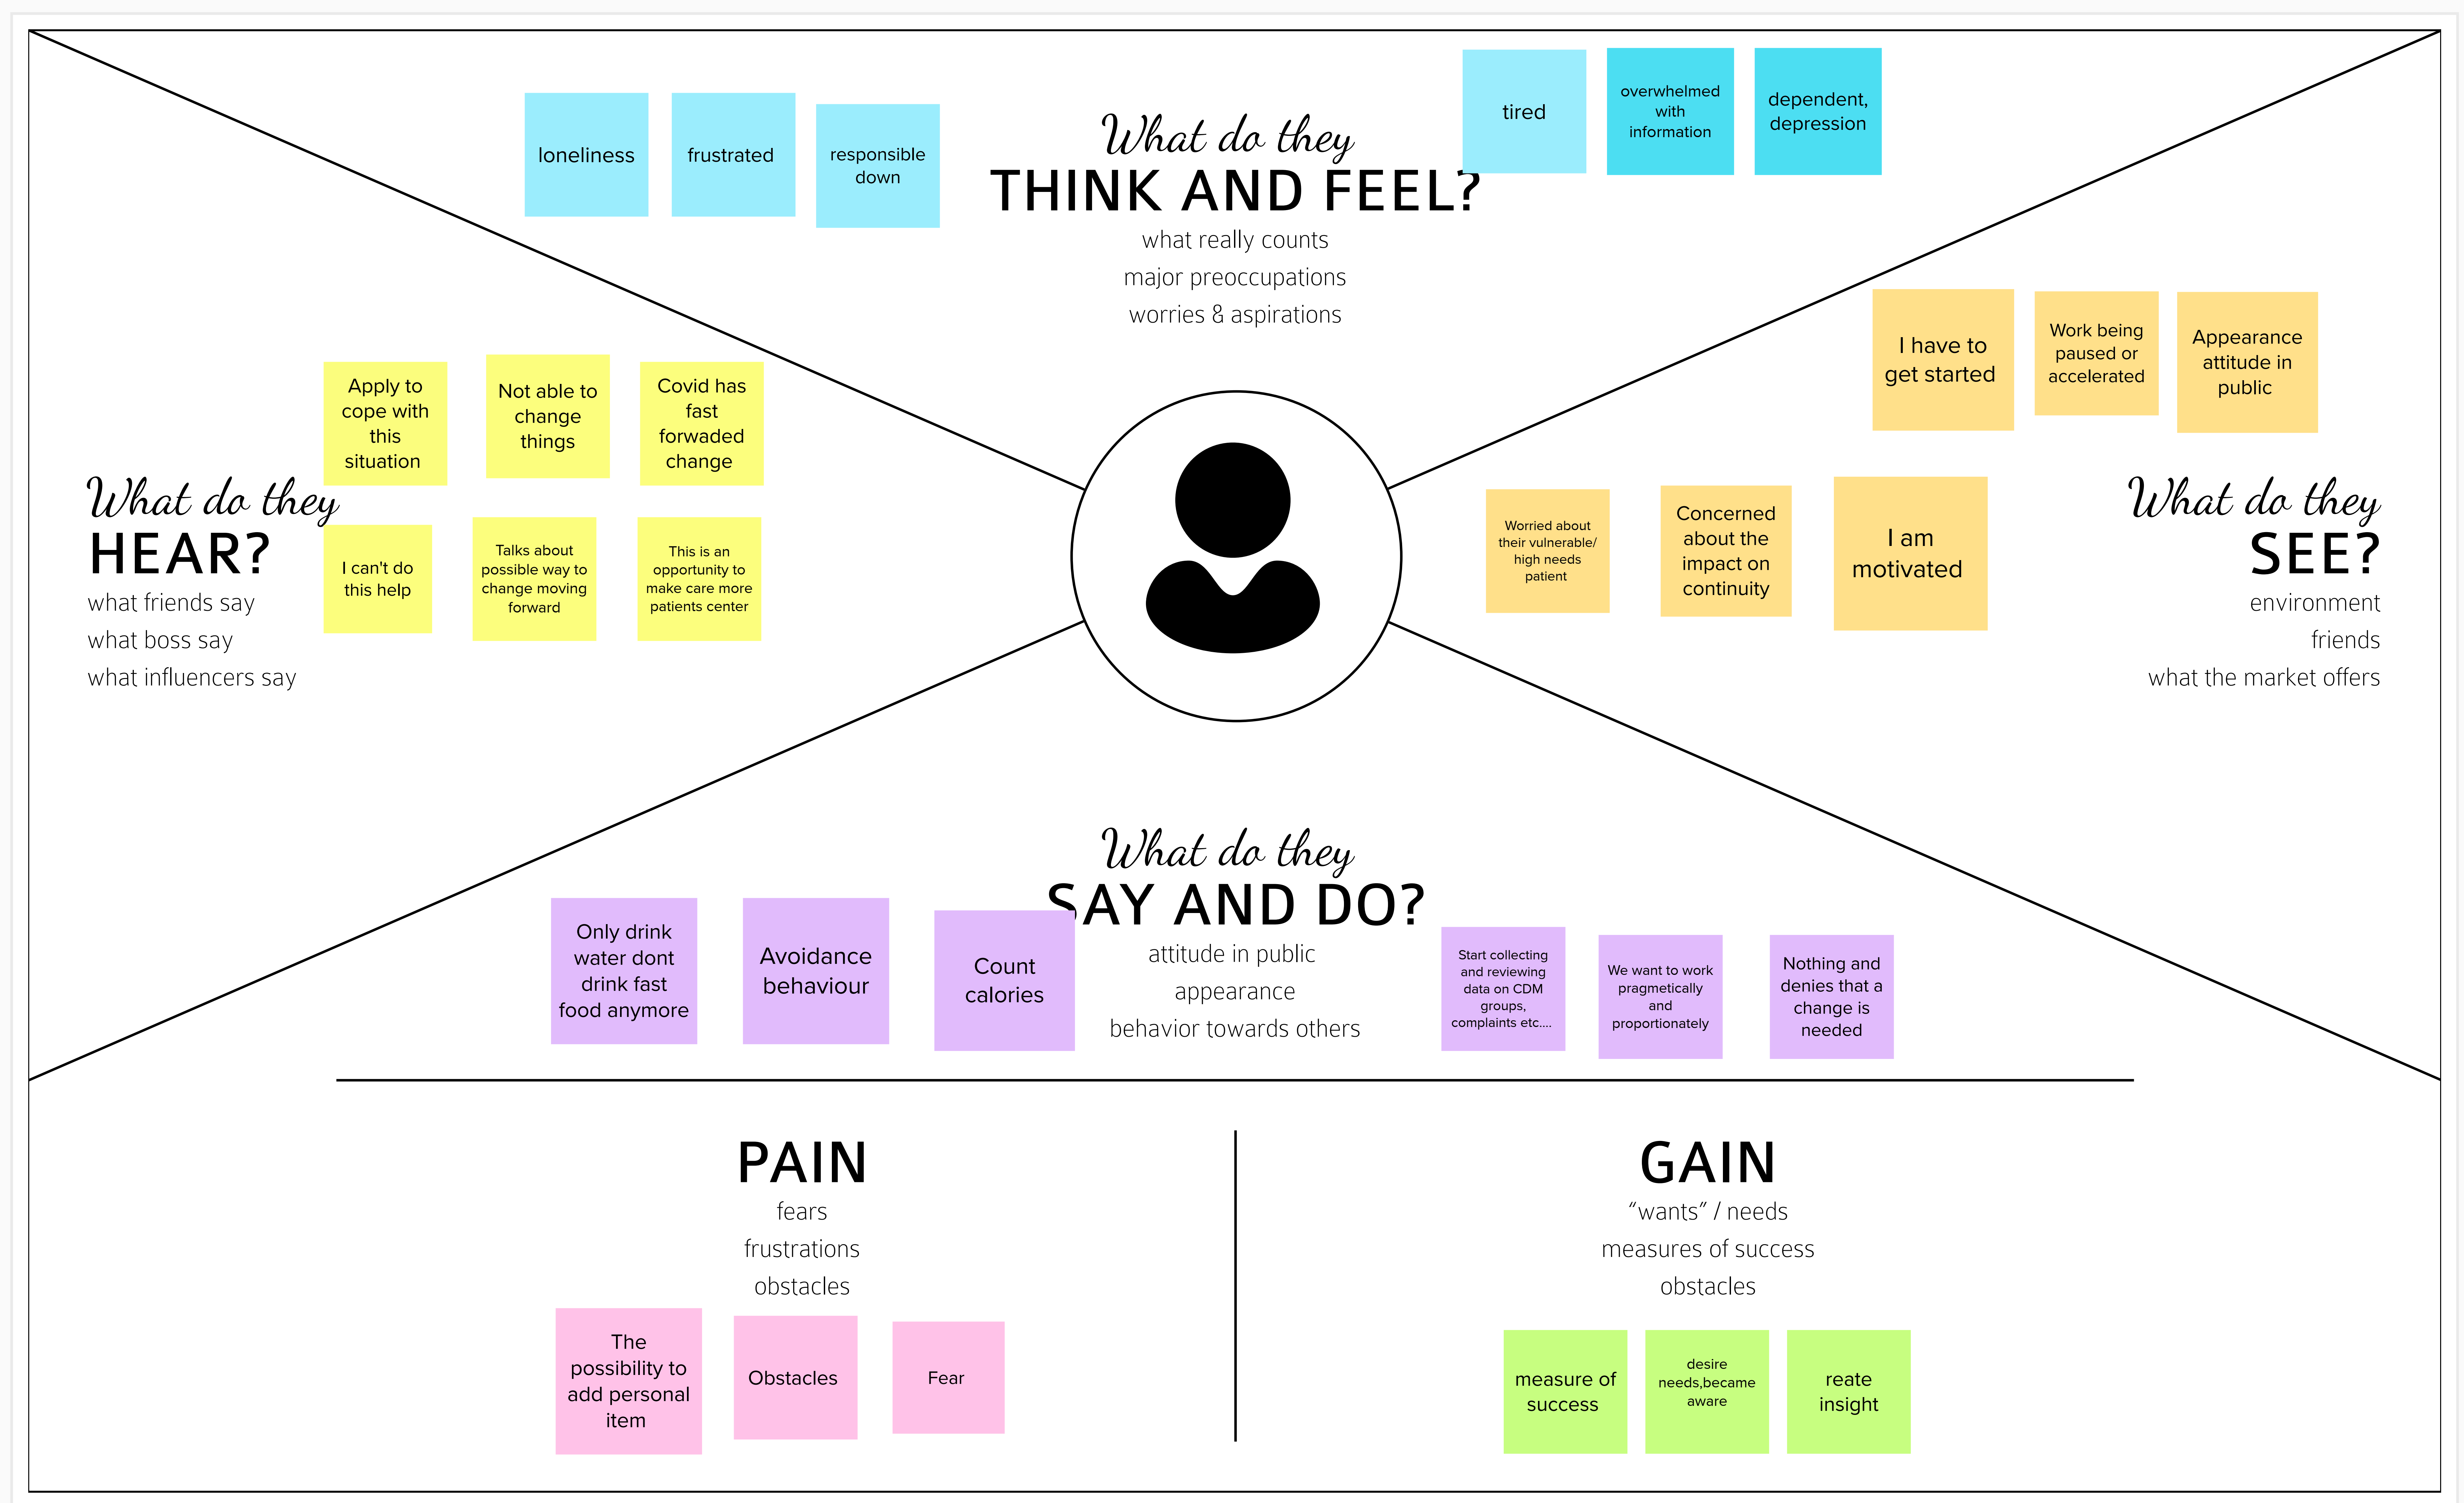 What do they
THINK AND FEEL?
what really counts
major preoccupations
worries & aspirations
loneliness
frustrated
responsible
down
tired
overwhelmed
with
information
dependent,
depression
What do they
HEAR?
what friends say
what boss say
what influencers say
Apply to
cope with
this
situation
Not able to
change
things
Covid has
fast
forwaded
change
I can't do
this help
Talks about
possible way to
change moving
forward
This is an
opportunity to
make care more
patients center
What do they
SEE?
environment
friends
what the market offers
I have to
get started
Work being
paused or
accelerated
Appearance
attitude in
public
Worried about
their vulnerable/
high needs
patient
Concerned
about the
impact on
continuity
I am
motivated
What do they
SAY AND DO?
attitude in public
appearance
behavior towards others
Only drink
water dont
drink fast
food anymore
Avoidance
behaviour
Count
calories
Start collecting
and reviewing
data on CDM
groups,
complaints etc....
We want to work
pragmetically
and
proportionately
Nothing and
denies that a
change is
needed
PAIN
fears
frustrations
obstacles
The
possibility to
add personal
item
Obstacles
Fear
GAIN
“wants” / needs
measures of success
obstacles
measure of
success
desire
needs,became
aware
reate
insight